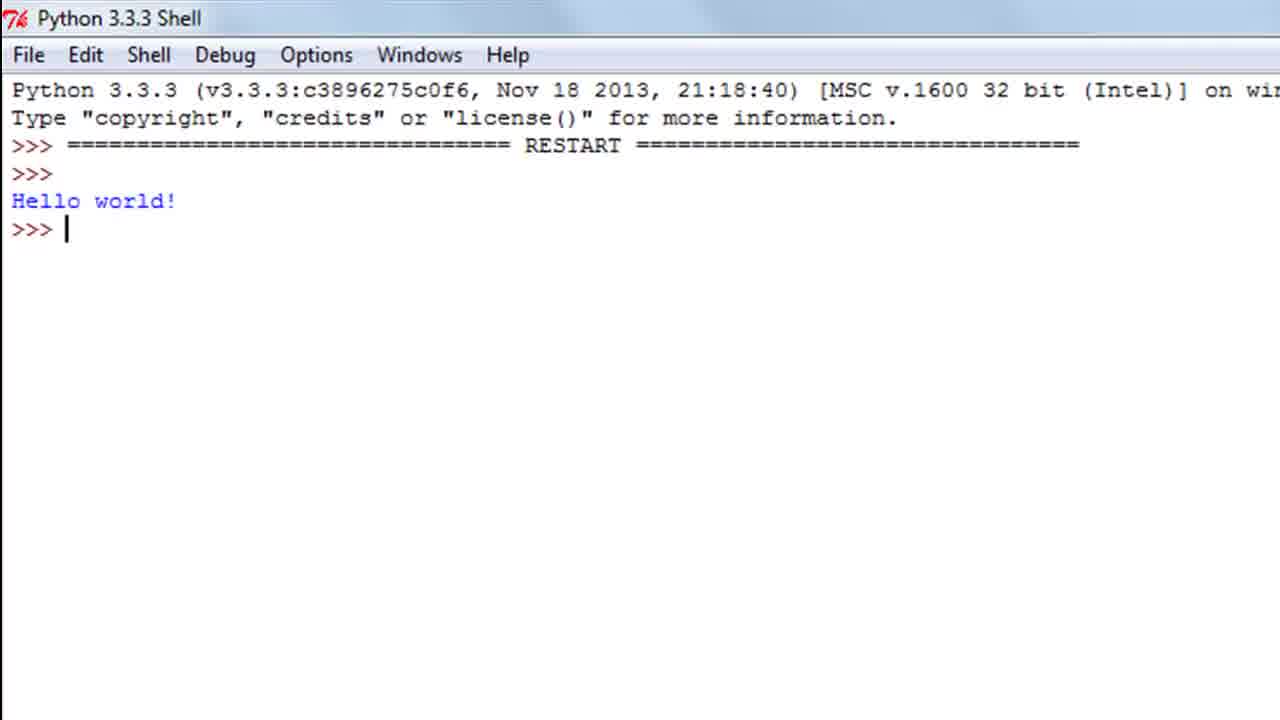 Python 3.3.3 Shell
File Edit Shell Debug Options Windows Help
Python 3.3.3 (v3.3.3:c3896275c0f6, Nov 18 2013, 21:18:40) [MSC v.1600 32 bit (Intel)] on
Type "copyright", "credits" or "license()" for more information.
>>> ================================ RESTART ================================
>>>
Hello world!
>>>